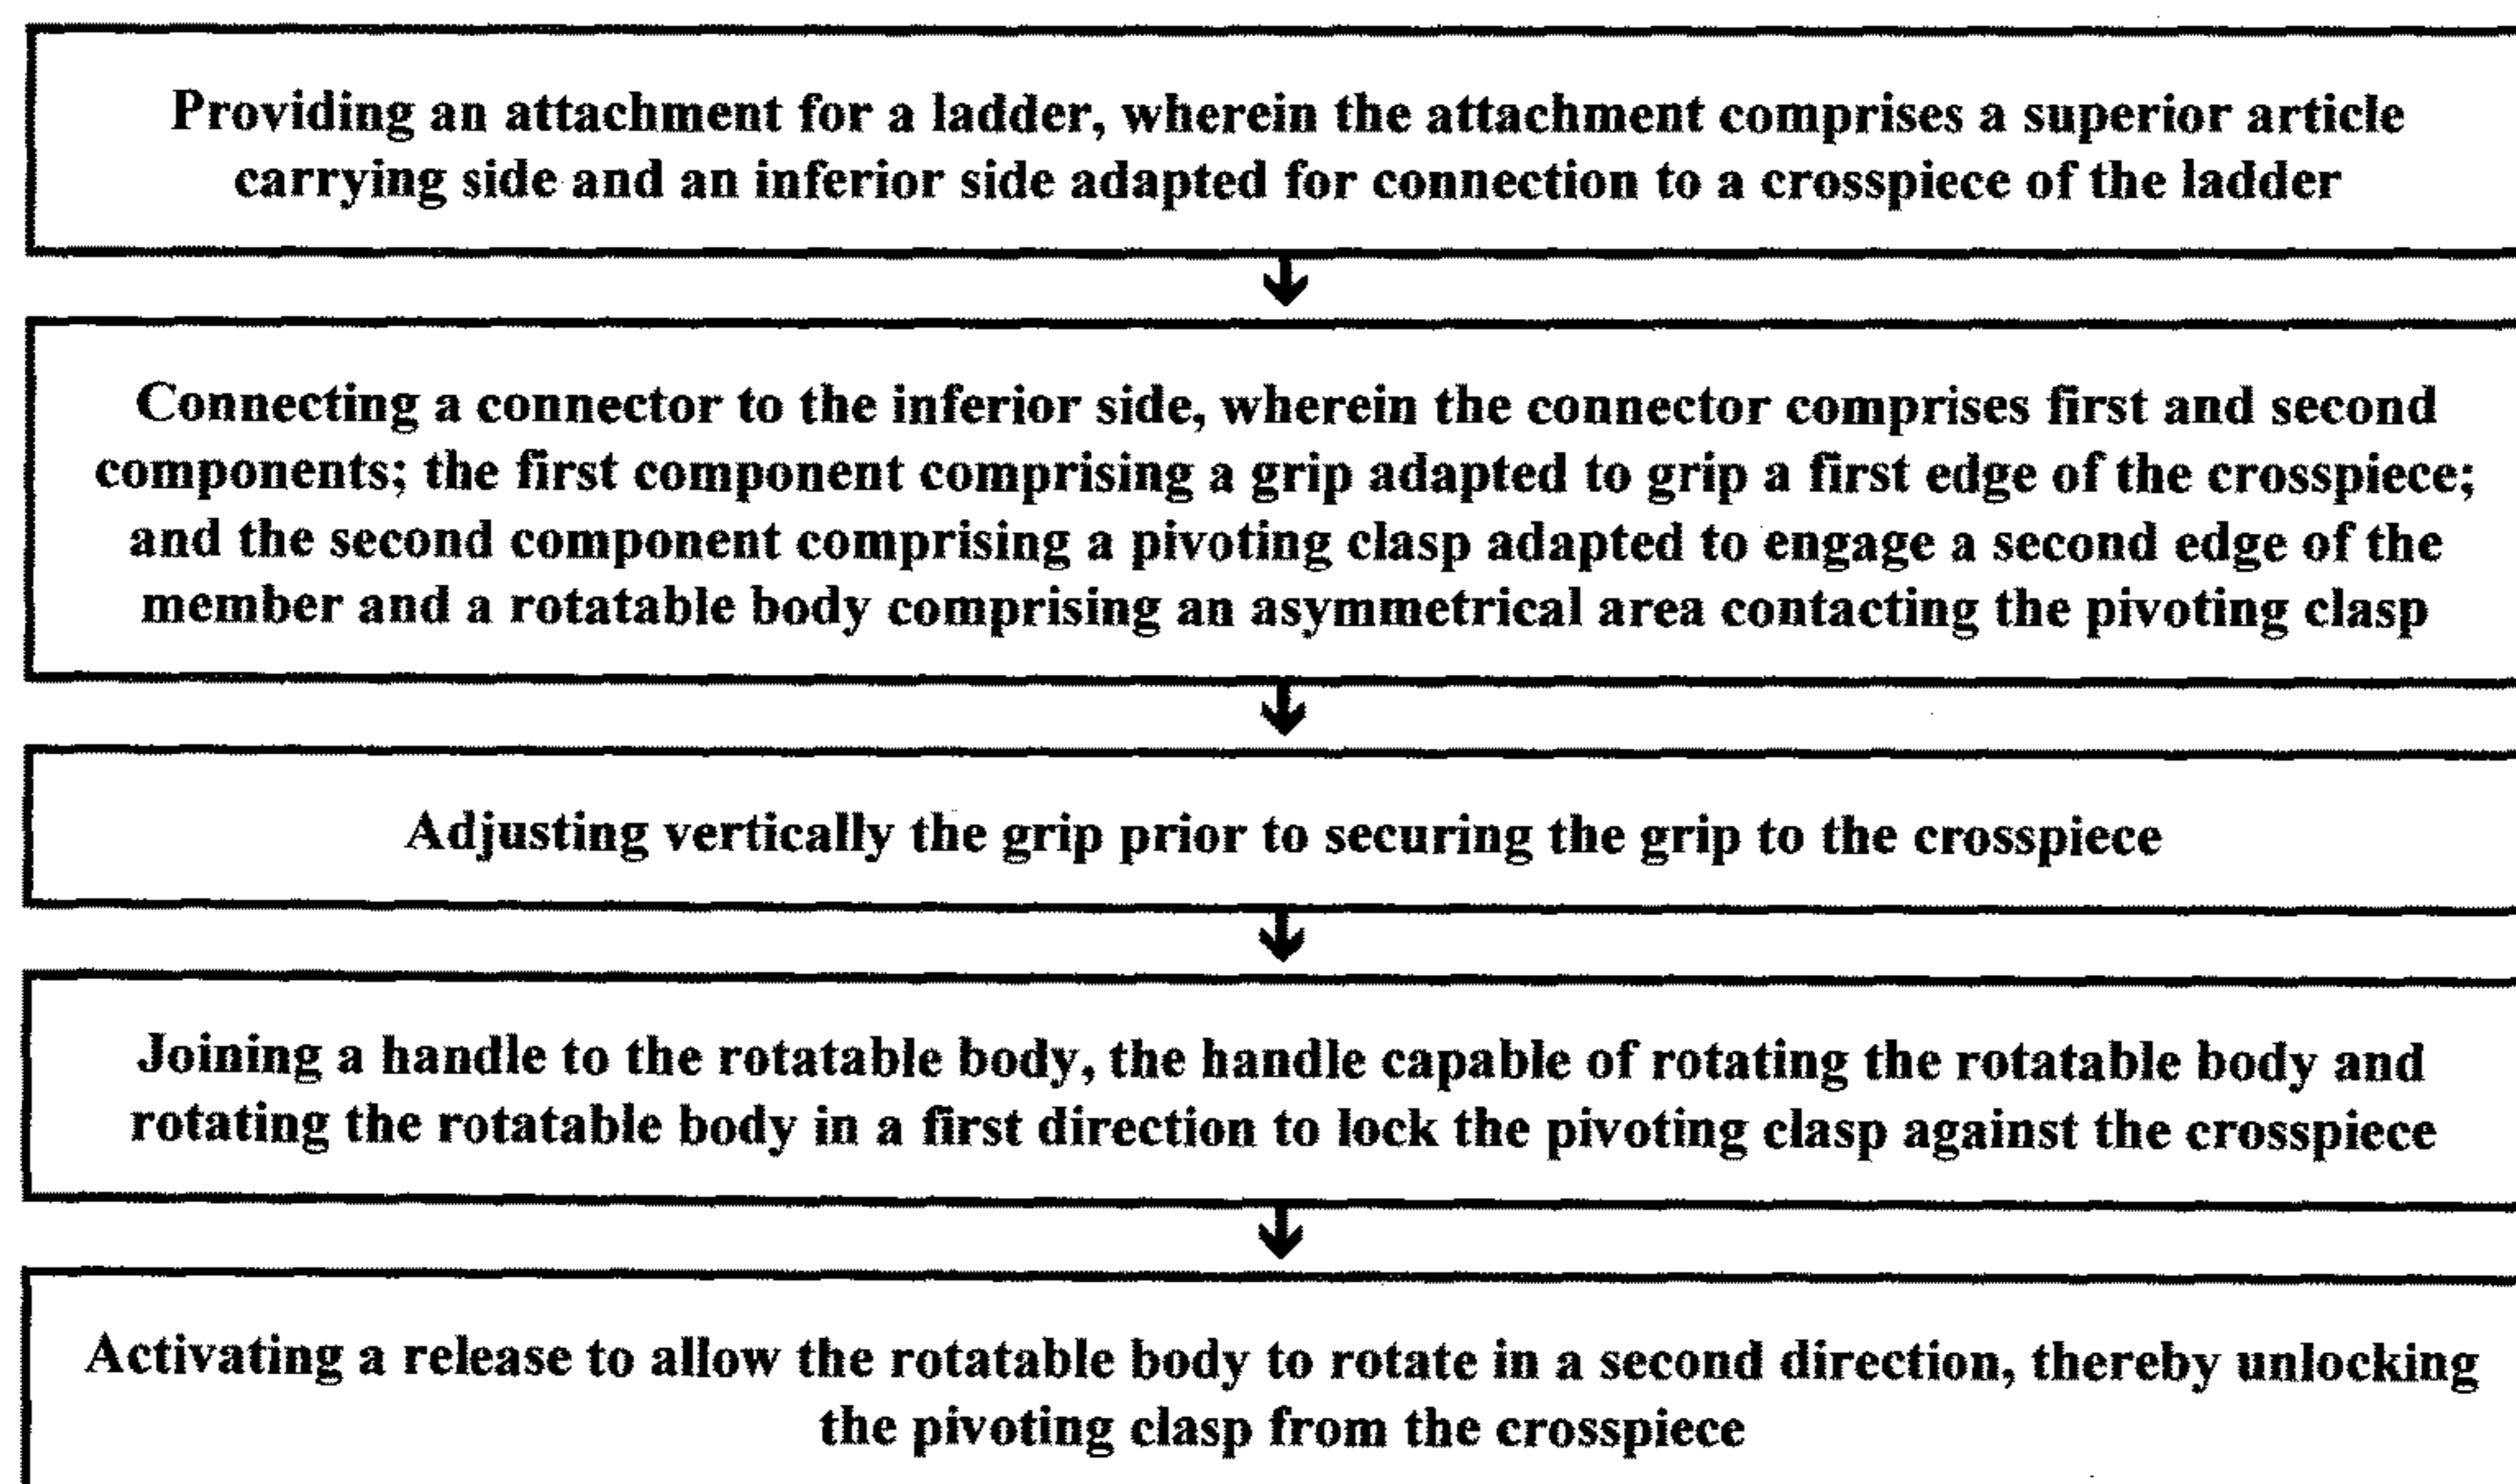 Providing an attachment for a ladder, wherein the attachment comprises a superior article
carrying side and an inferior side adapted for connection to a crosspiece of the ladder
Connecting a connector to the inferior side, wherein the connector comprises first and second
components; the first component comprising a grip adapted to grip a first edge of the crosspiece;
and the second component comprising a pivoting clasp adapted to engage a second edge of the
member and a rotatable body comprising an asymmetrical area contacting the pivoting clasp
Adjusting vertically the grip prior to securing the grip to the crosspiece
Joining a handle to the rotatable body, the handle capable of rotating the rotatable body and
rotating the rotatable body in a first direction to lock the pivoting clasp against the crosspiece
Activating a release to allow the rotatable body to rotate in a second direction, thereby unlocking
the pivoting clasp from the crosspiece